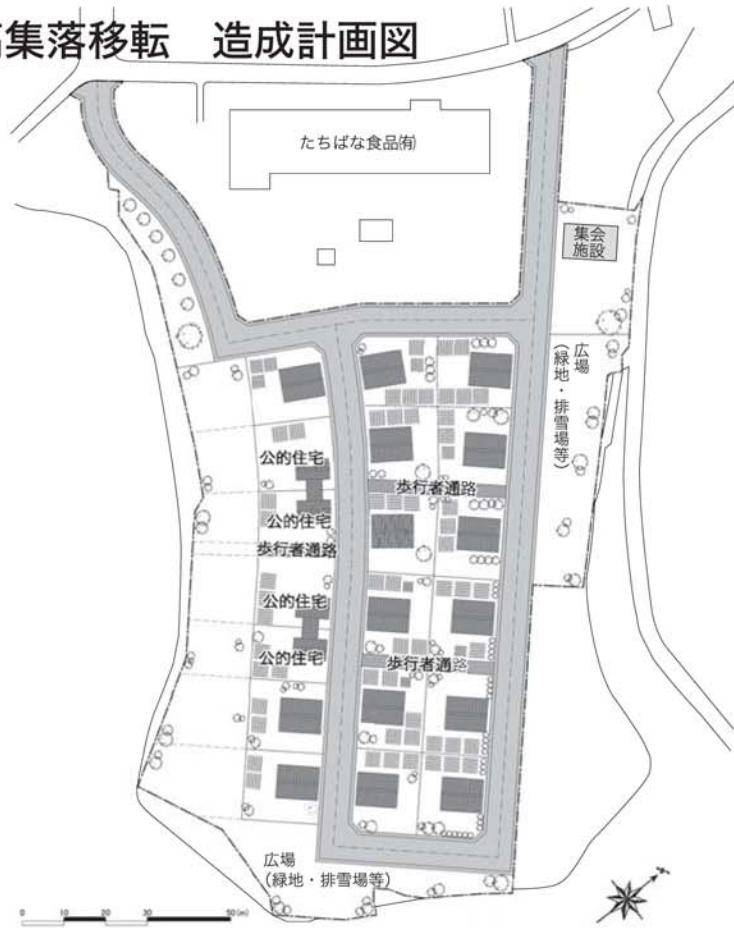 集落移転 造成計画図
たちばな食品㈲
集会
施設
広場
(緑地・排雪場等)
公的住宅
歩行者通路
公的住宅
歩行者通路
公的住宅
公的住宅
歩行者通路
広場
(緑地・排雪場等)
0 10 20 30 50(m)